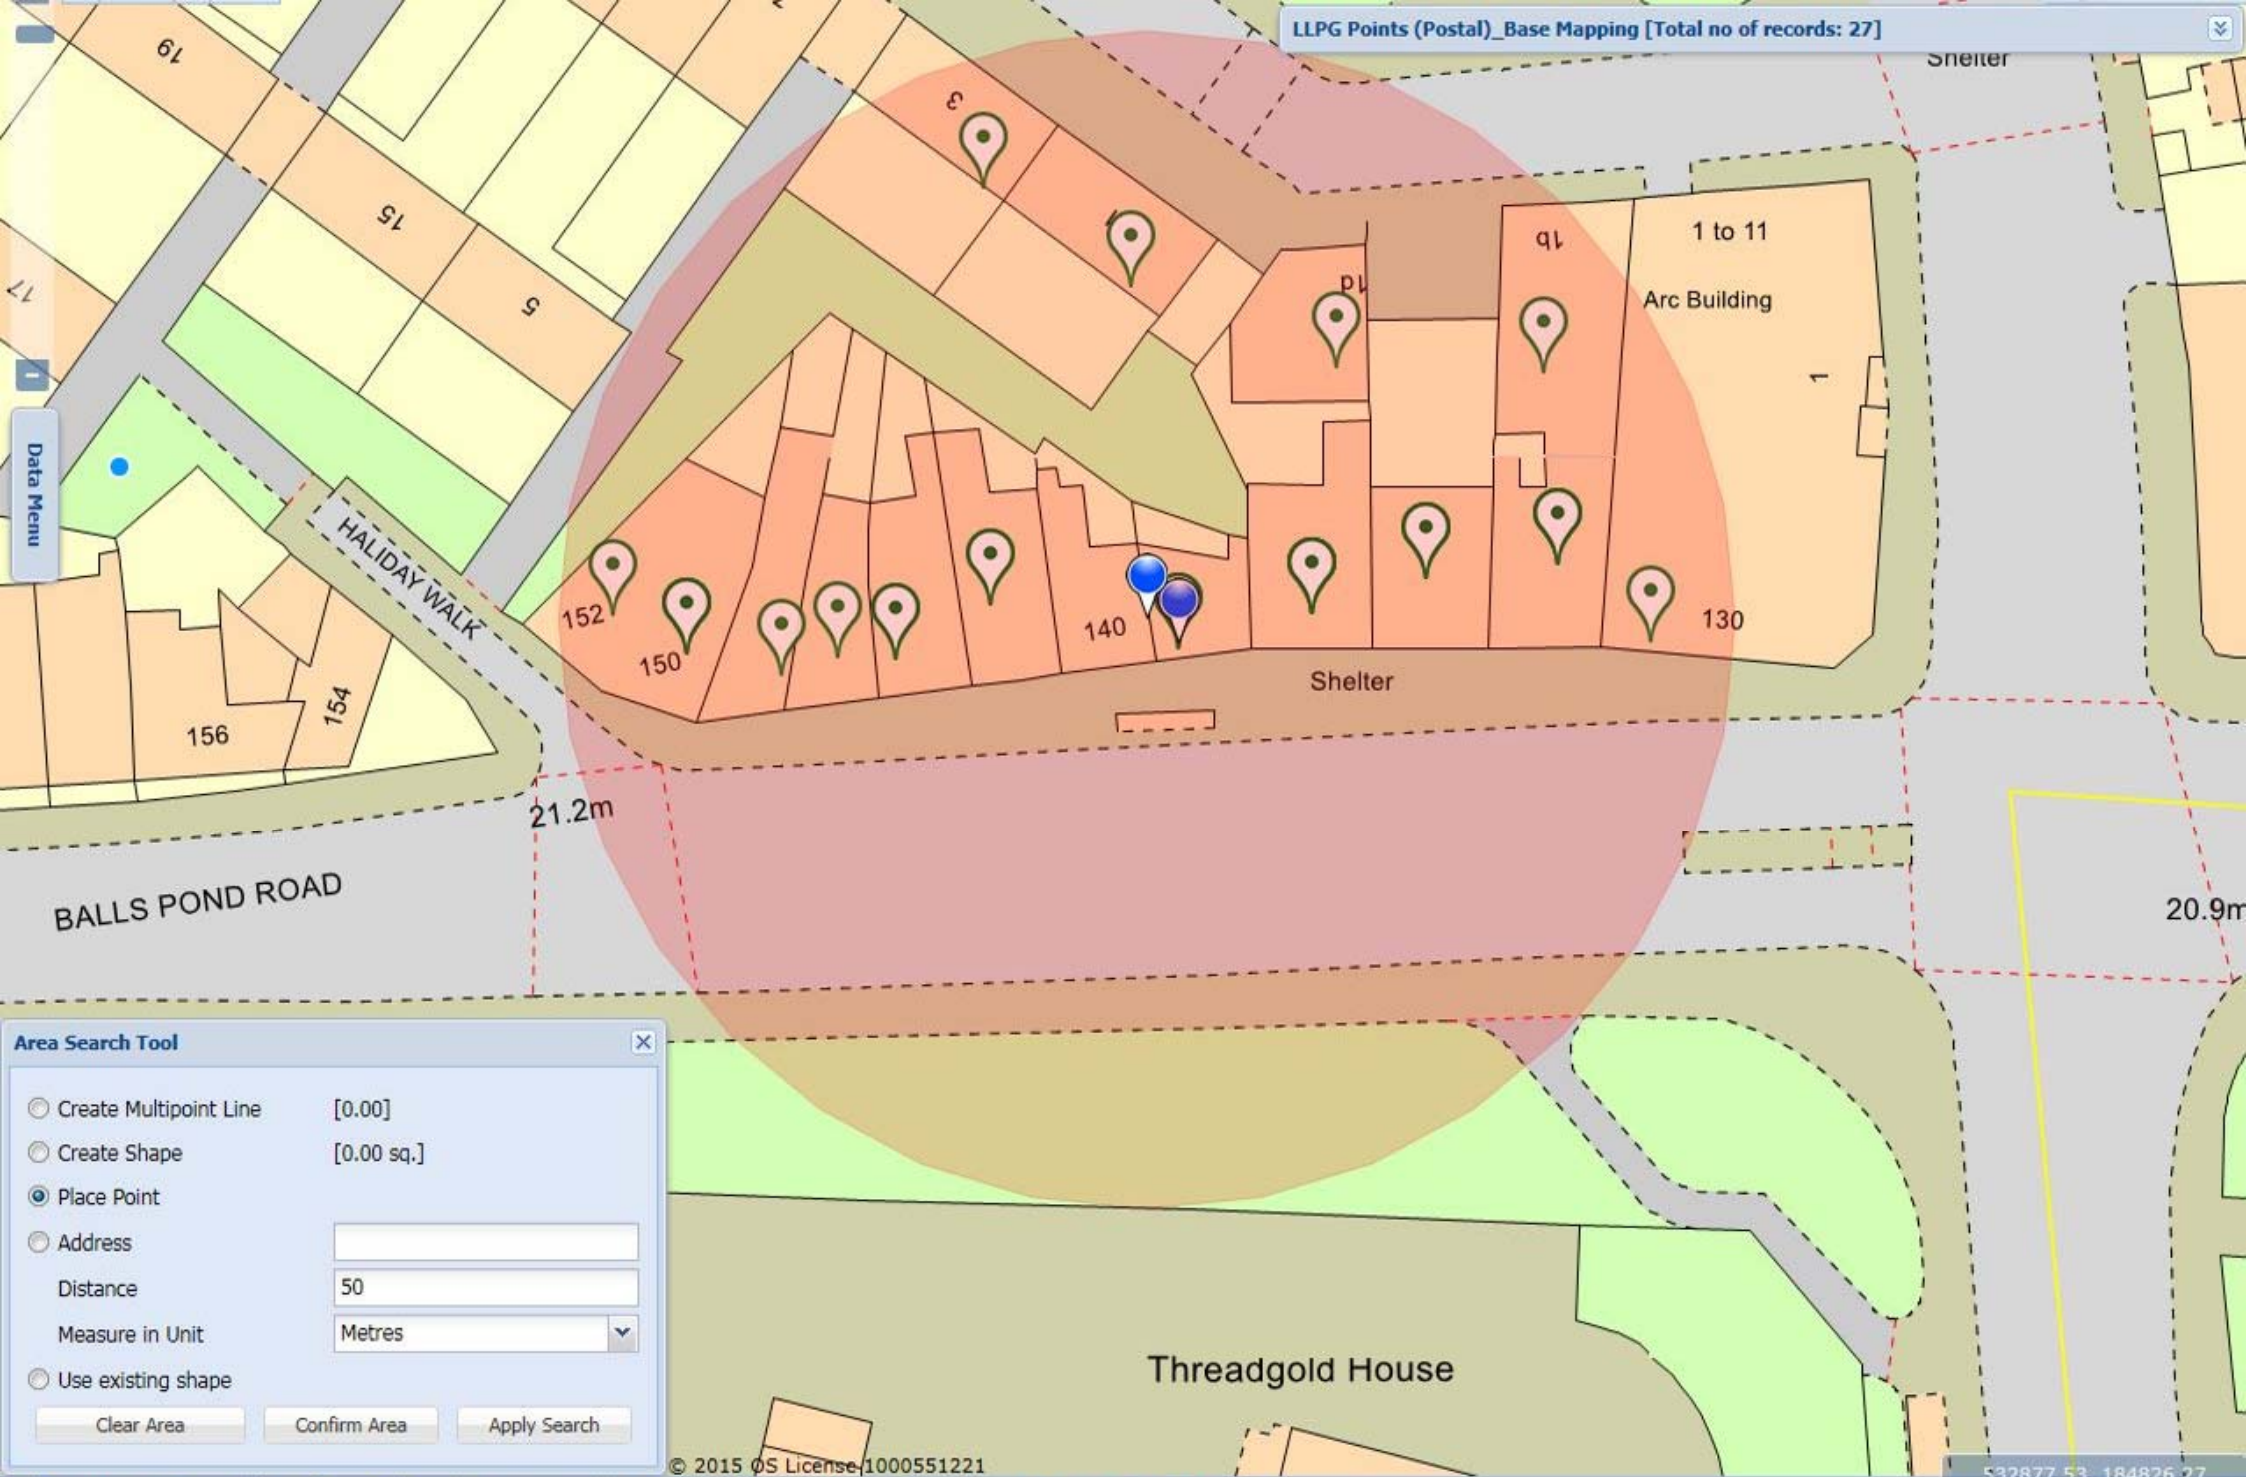 LLPG Points (Postal)_Base Mapping [Total no of records: 27]
Shelter
19
3
15
1
1b
1 to 11
17
5
1d
Arc Building
1
Data Menu
HALIDAY WALK
152
140
130
150
Shelter
154
156
21.2m
BALLS POND ROAD
20.9m
Area Search Tool
Create Multipoint Line [0.00]
Create Shape [0.00 sq.]
Place Point
Address
Distance 50
Measure in Unit Metres
Use existing shape
Clear Area Confirm Area Apply Search
Threadgold House
© 2015 OS License 1000551221